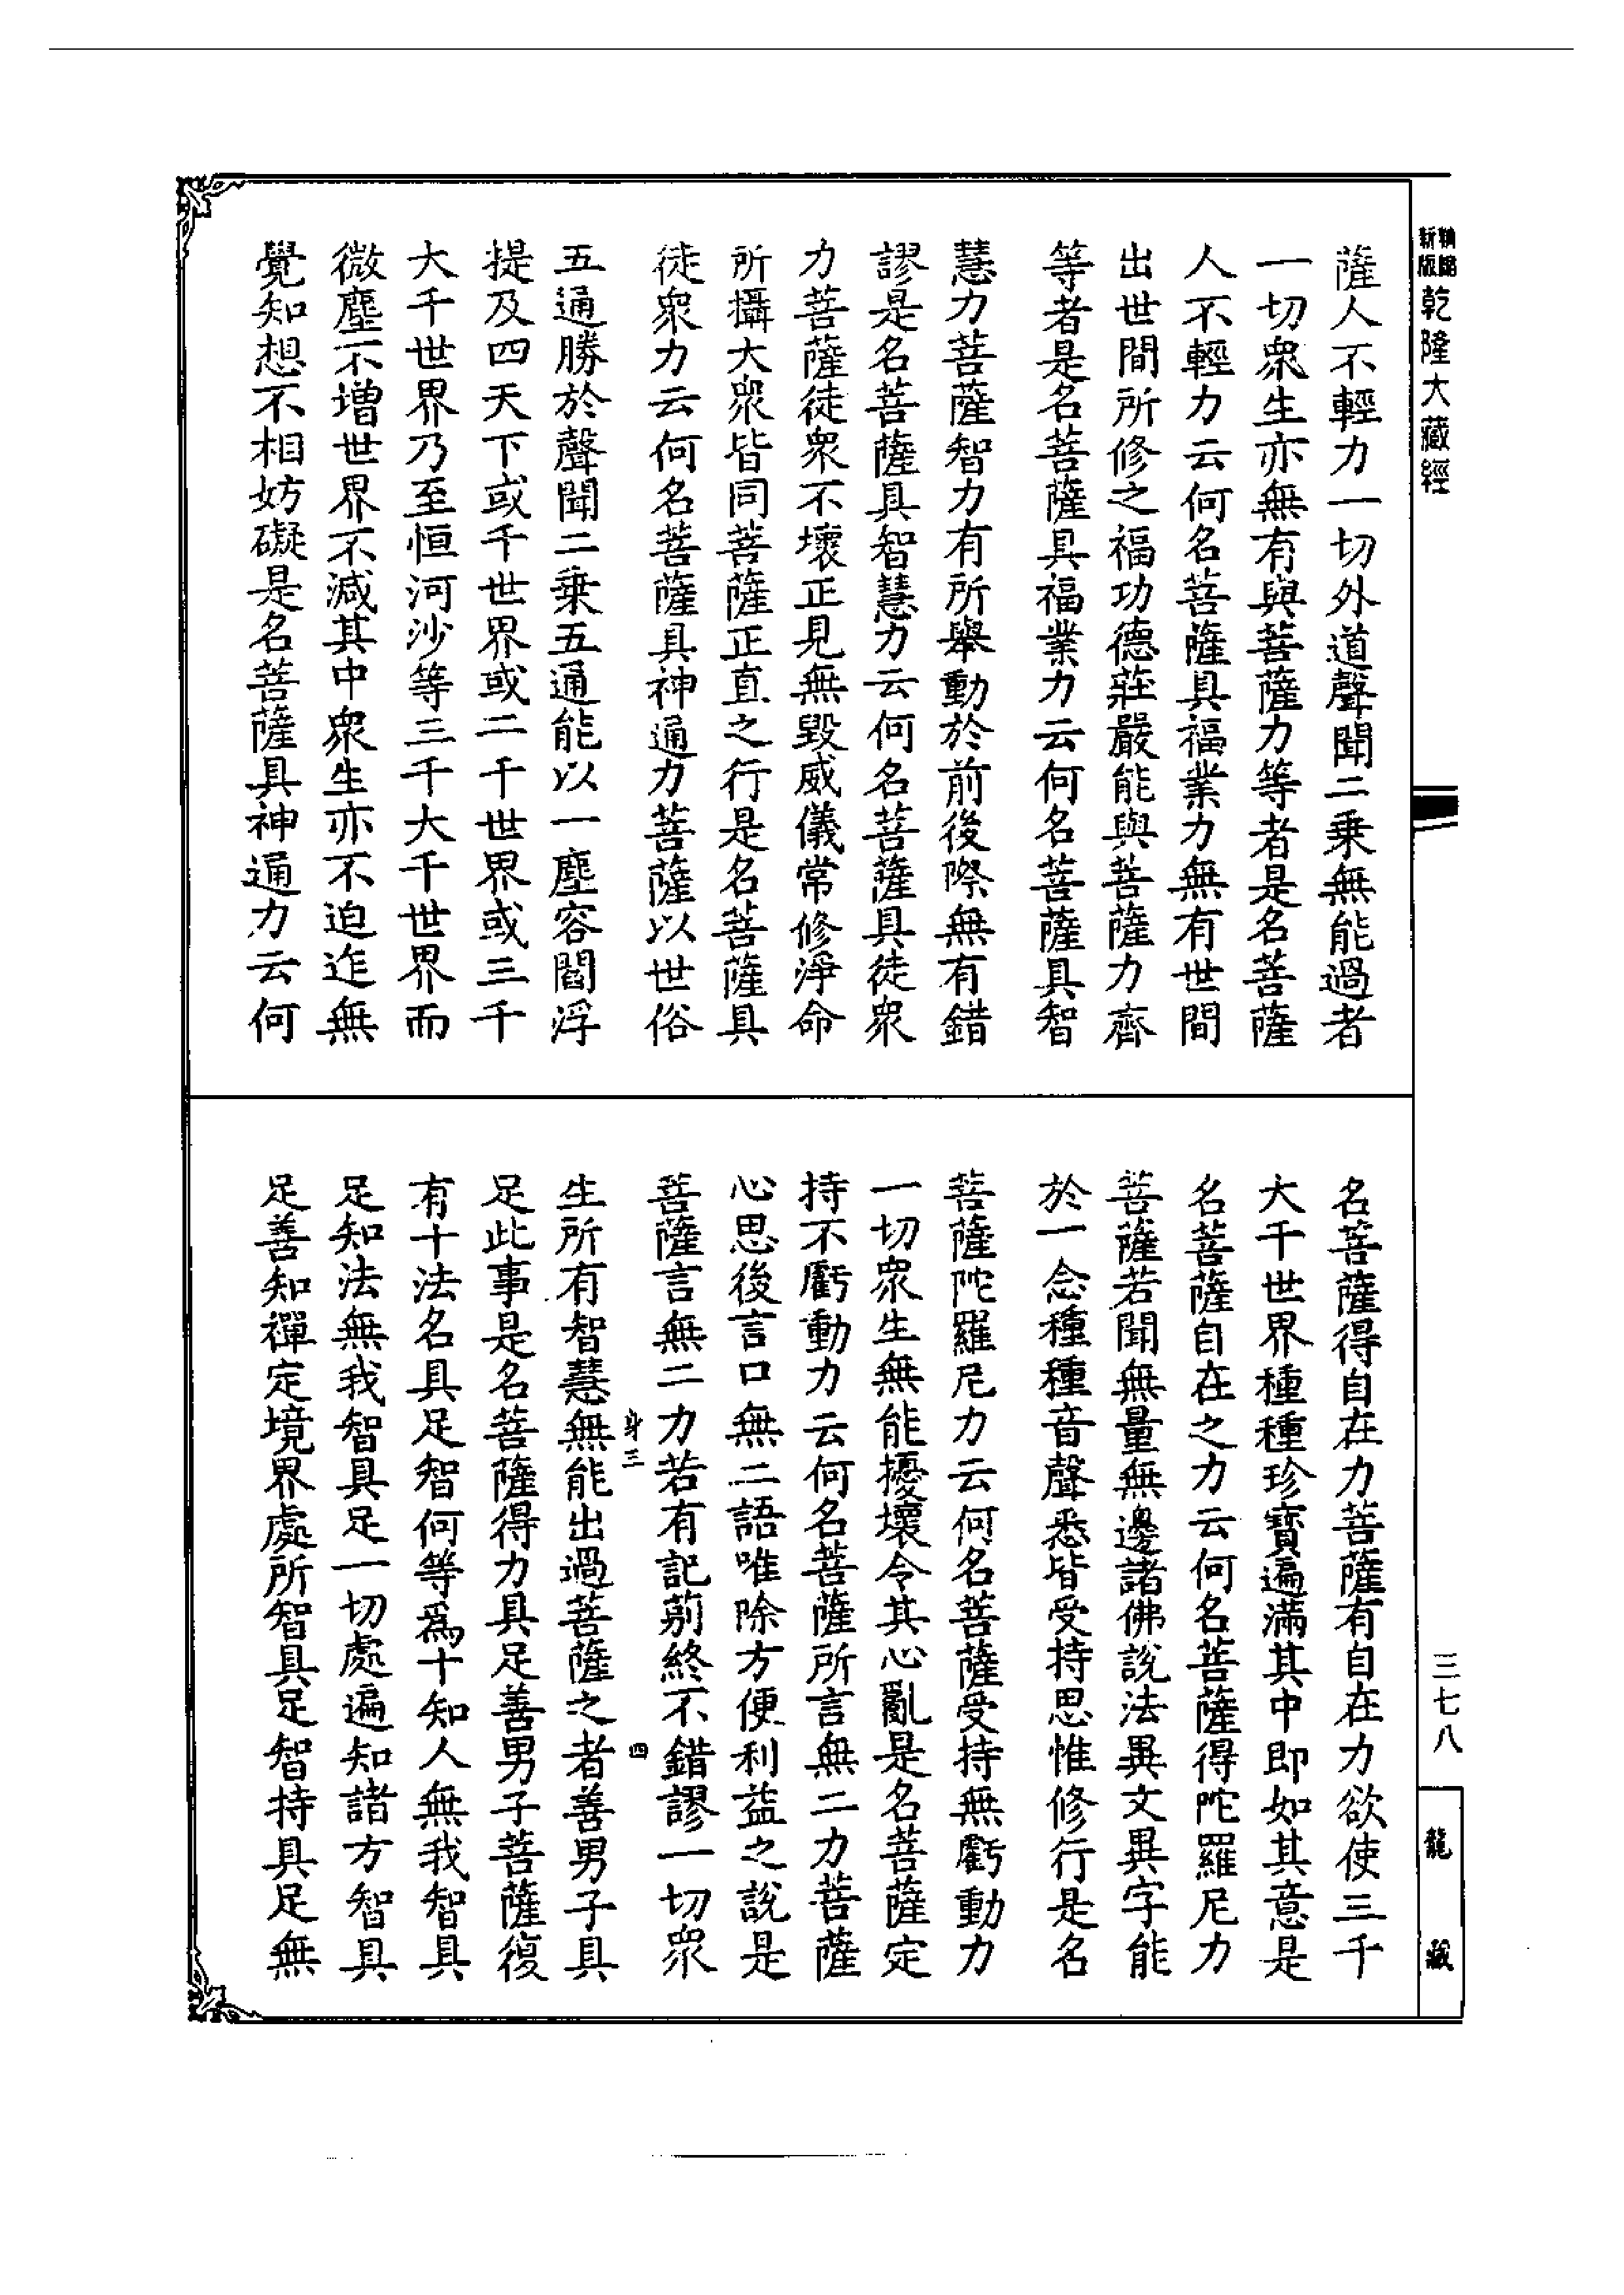 新版
精縮
乾隆大藏經
薩人不輕力一切外道聲聞二乗無能過者
一切衆生亦無有與菩薩力等者是名菩薩
人不輕力云何名菩薩具福業力無有世間
出世間所修之福功德莊嚴能與菩薩力齊
等者是名菩薩具福業力云何名菩薩具智
慧力菩薩智力有所舉動於前後際無有錯
謬是名菩薩具智慧力云何名菩薩具徒衆
力菩薩徒衆不壞正見無毀威儀常修淨命
所攝大衆皆同菩薩正直之行是名菩薩具
徒衆力云何名菩薩具神通力菩薩以世俗
五通勝於聲聞二乗五通能以一塵容閻浮
提及四天下或千世界或二千世界或三千
大千世界乃至恒河沙等三千大千世界而
微塵不增世界不減其中衆生亦不迫迮無
覺知想不相妨礙是名菩薩具神通力云何
名菩薩得自在力菩薩有自在力欲使三千
大千世界種種珍寶遍滿其中即如其意是
名菩薩自在之力云何名菩薩得陀羅尼力
菩薩若聞無量無邊諸佛說法異文異字能
於一念種種音聲悉皆受持思惟修行是名
菩薩陀羅尼力云何名菩薩受持無虧動力
一切衆生無能擾壞令其心亂是名菩薩定
持不虧動力云何名菩薩所言無二力菩薩
心思後言口無二語唯除方便利益之說是
菩薩言無二力若有記莂終不錯謬一切衆
身三
四
生所有智慧無能出過菩薩之者善男子具
足此事是名菩薩得力具足善男子菩薩復
有十法名具足智何等爲十知人無我智具
足知法無我智具足一切處遍知諸方智具
足善知禪定境界處所智具足智持具足無
三七八
龍藏